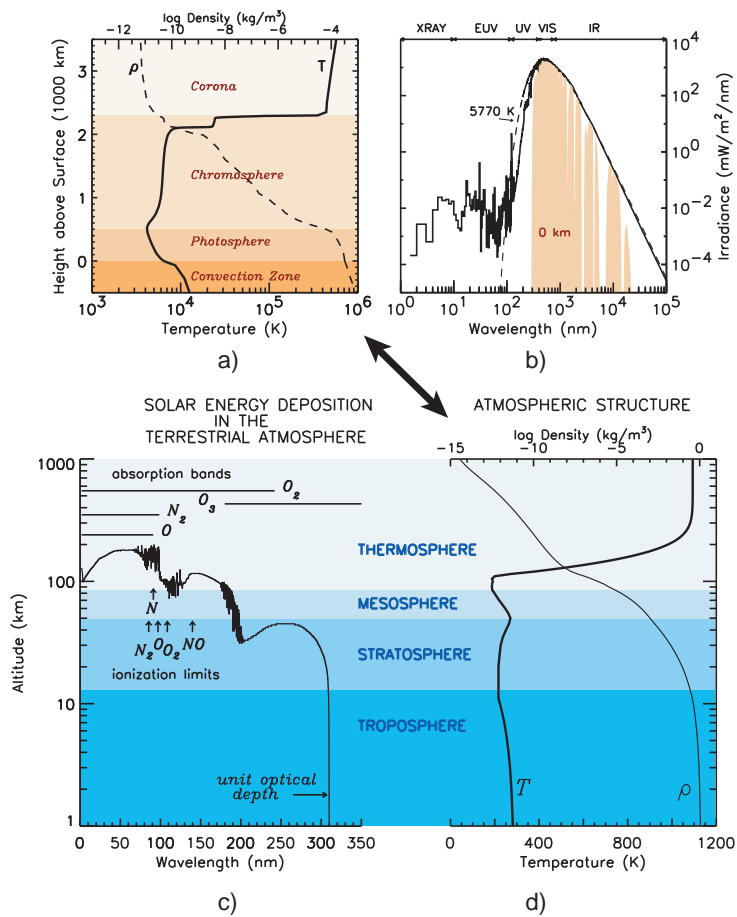 log Density (kg/m³)
−12 −10 −8 −6 −4
3
2
1
0
Height above Surface (1000 km)
ρ
T
Corona
Chromosphere
Photosphere
Convection Zone
10³ 10⁴ 10⁵ 10⁶
Temperature (K)
a)
XRAY EUV UV VIS IR
10⁴
10²
10⁰
10⁻²
10⁻⁴
Irradiance (mW/m²/nm)
5770 K
0 km
10⁰ 10¹ 10² 10³ 10⁴ 10⁵
Wavelength (nm)
b)
SOLAR ENERGY DEPOSITION
IN THE
TERRESTRIAL ATMOSPHERE
ATMOSPHERIC STRUCTURE
log Density (kg/m³)
−15 −10 −5 0
1000
100
10
1
Altitude (km)
absorption bands
O₂
O₃
N₂
O
N
N₂ O O₂ NO
ionization limits
unit optical
depth
THERMOSPHERE
MESOSPHERE
STRATOSPHERE
TROPOSPHERE
T
ρ
0 50 100 150 200 250 300 350
Wavelength (nm)
0 400 800 1200
Temperature (K)
c)
d)